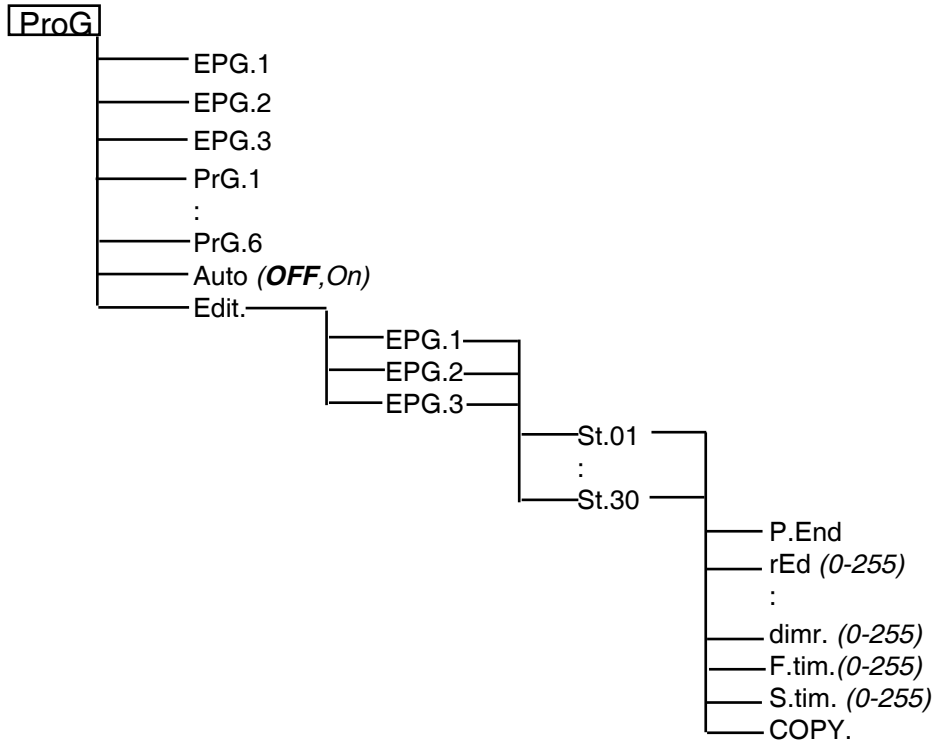 ProG
EPG.1
EPG.2
EPG.3
PrG.1
:
PrG.6
Auto (OFF,On)
Edit.
EPG.1
EPG.2
EPG.3
St.01
:
St.30
P.End
rEd (0-255)
:
dimr. (0-255)
F.tim.(0-255)
S.tim. (0-255)
COPY.